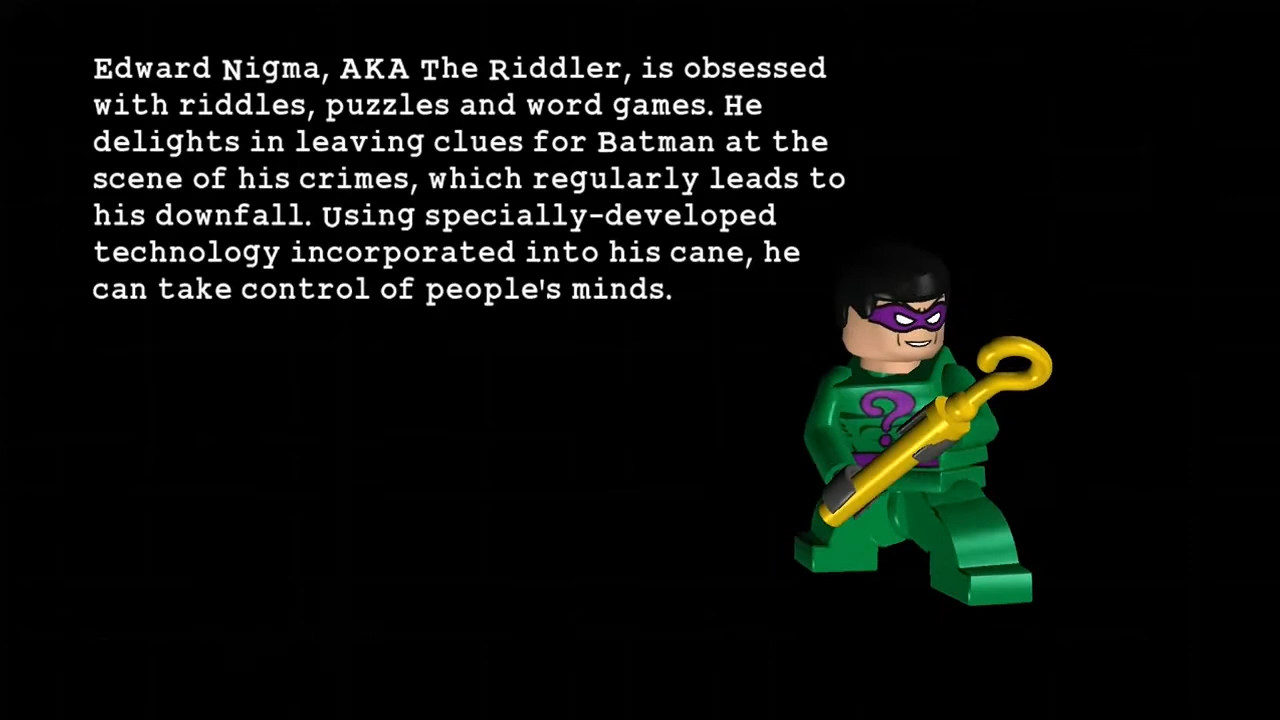 Edward Nigma, AKA The Riddler, is obsessed
with riddles, puzzles and word games. He
delights in leaving clues for Batman at the
scene of his crimes, which regularly leads to
his downfall. Using specially-developed
technology incorporated into his cane, he
can take control of people's minds.
?